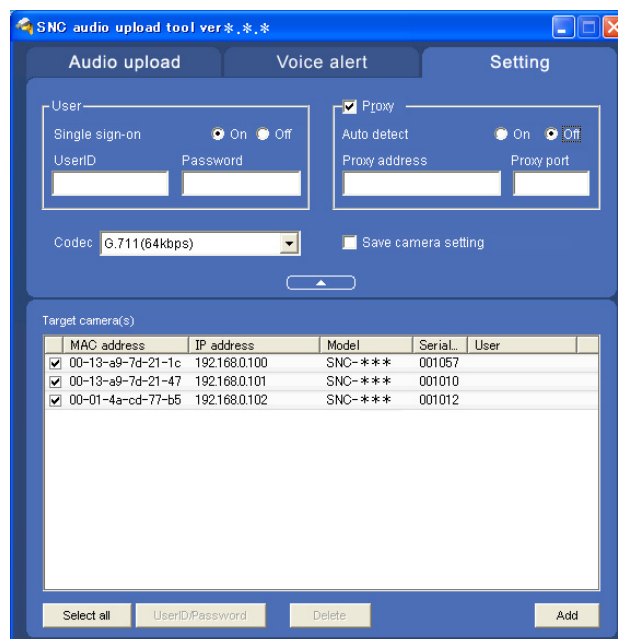 SNC audio upload tool ver*.*.*
Audio upload Voice alert Setting
User
Single sign-on On Off
UserID Password
Proxy
Auto detect On Off
Proxy address Proxy port
Codec G.711(64kbps)
Save camera setting
Target camera(s)
MAC address IP address Model Serial... User
00-13-a9-7d-21-1c 192.168.0.100 SNC-*** 001057
00-13-a9-7d-21-47 192.168.0.101 SNC-*** 001010
00-01-4a-cd-77-b5 192.168.0.102 SNC-*** 001012
Select all UserID/Password Delete Add